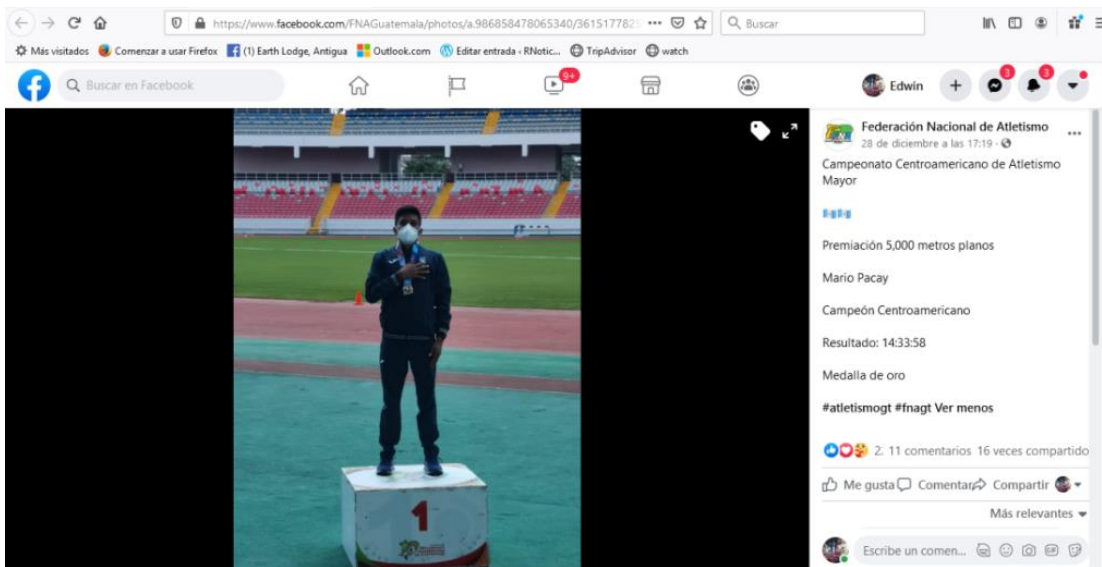 https://www.facebook.com/FNAGuatemala/photos/a.986858478065340/3615177825
Buscar
Más visitados
Comenzar a usar Firefox
(1) Earth Lodge, Antigua
Outlook.com
Editar entrada ‹ RNotic...
TripAdvisor
watch
Buscar en Facebook
9+
Edwin
3
3
Federación Nacional de Atletismo
28 de diciembre a las 17:19 ·
Campeonato Centroamericano de Atletismo
Mayor
Premiación 5,000 metros planos
Mario Pacay
Campeón Centroamericano
Resultado: 14:33:58
Medalla de oro
#atletismogt #fnagt Ver menos
2. 11 comentarios 16 veces compartido
Me gusta Comentar Compartir
Más relevantes
Escribe un comen...
1